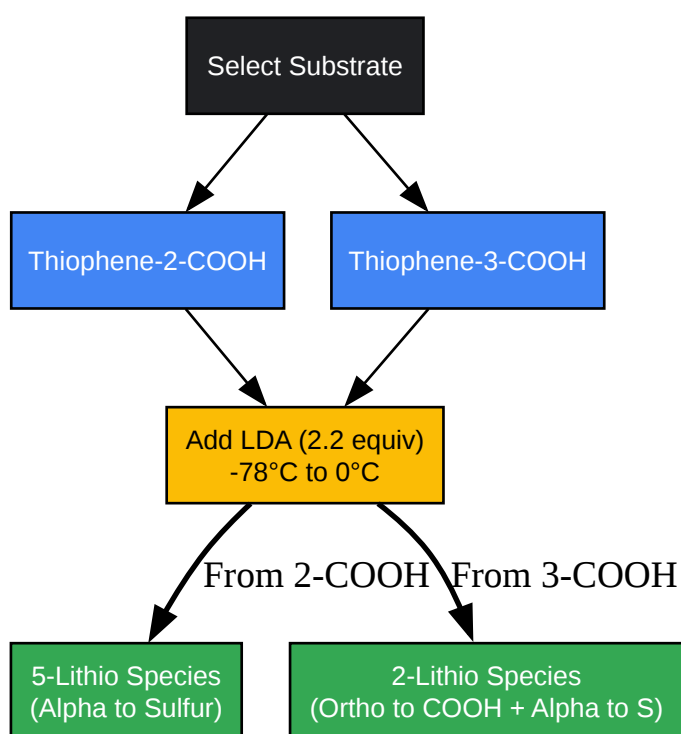 Select Substrate
Thiophene-2-COOH
Thiophene-3-COOH
Add LDA (2.2 equiv)
-78°C to 0°C
From 2-COOH
From 3-COOH
5-Lithio Species
(Alpha to Sulfur)
2-Lithio Species
(Ortho to COOH + Alpha to S)